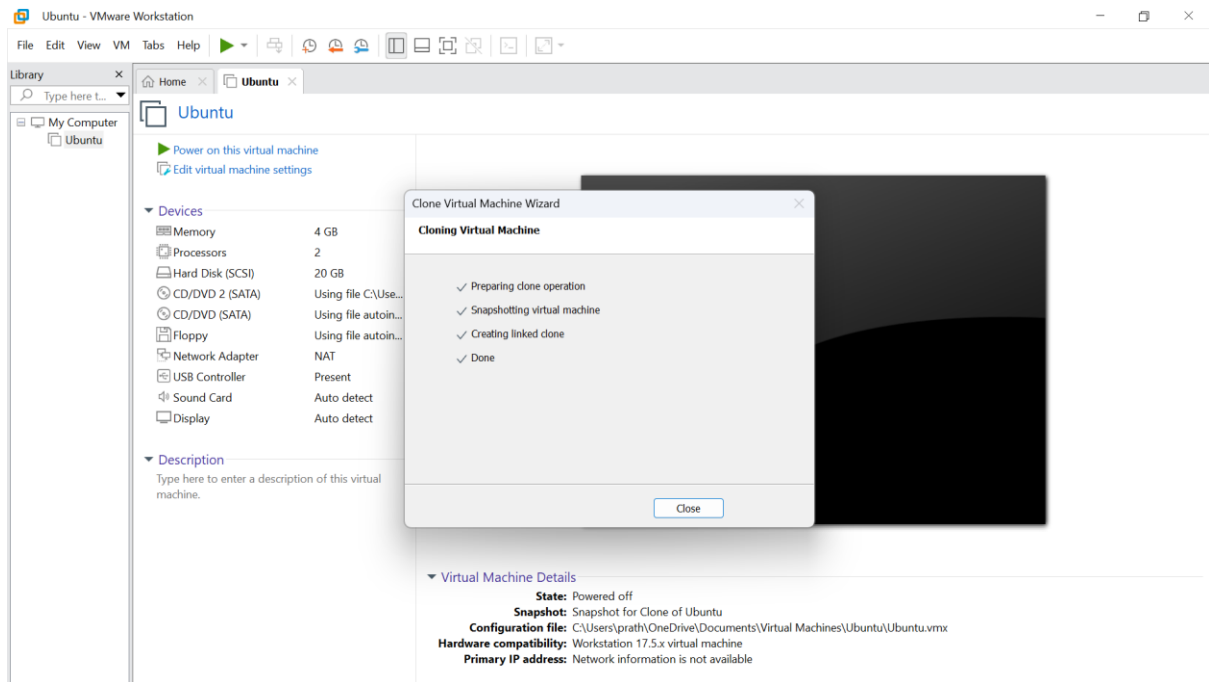 Ubuntu - VMware Workstation
File Edit View VM Tabs Help
Library
Type here t...
My Computer
Ubuntu
Home
Ubuntu
Ubuntu
Power on this virtual machine
Edit virtual machine settings
Devices
Memory 4 GB
Processors 2
Hard Disk (SCSI) 20 GB
CD/DVD 2 (SATA) Using file C:\Use...
CD/DVD (SATA) Using file autoin...
Floppy Using file autoin...
Network Adapter NAT
USB Controller Present
Sound Card Auto detect
Display Auto detect
Description
Type here to enter a description of this virtual
machine.
Clone Virtual Machine Wizard
Cloning Virtual Machine
Preparing clone operation
Snapshotting virtual machine
Creating linked clone
Done
Close
Virtual Machine Details
State: Powered off
Snapshot: Snapshot for Clone of Ubuntu
Configuration file: C:\Users\prath\OneDrive\Documents\Virtual Machines\Ubuntu\Ubuntu.vmx
Hardware compatibility: Workstation 17.5.x virtual machine
Primary IP address: Network information is not available